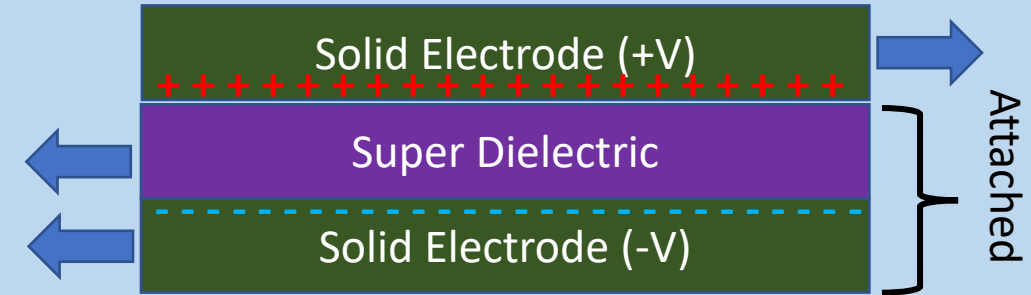 Solid Electrode (+V)
+ + + + + + + + + + + + + + + + + + + +
Super Dielectric
- - - - - - - - - - - - - - - - - - - - - - - - - - - - - - - - - - - - - - -
Solid Electrode (-V)
Attached